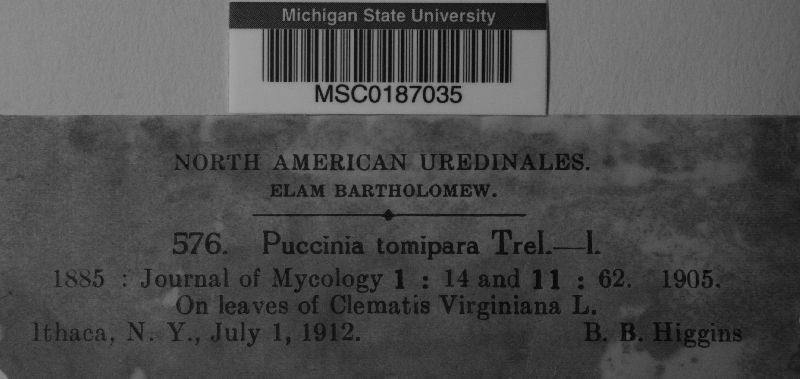 Michigan State University
MSC0187035
NORTH AMERICAN UREDINALES.
ELAM BARTHOLOMEW.
576. Puccinia tomipara Trel.—I.
1885 : Journal of Mycology 1 : 14 and 11 : 62. 1905.
On leaves of Clematis Virginiana L.
Ithaca, N. Y., July 1, 1912. B. B. Higgins